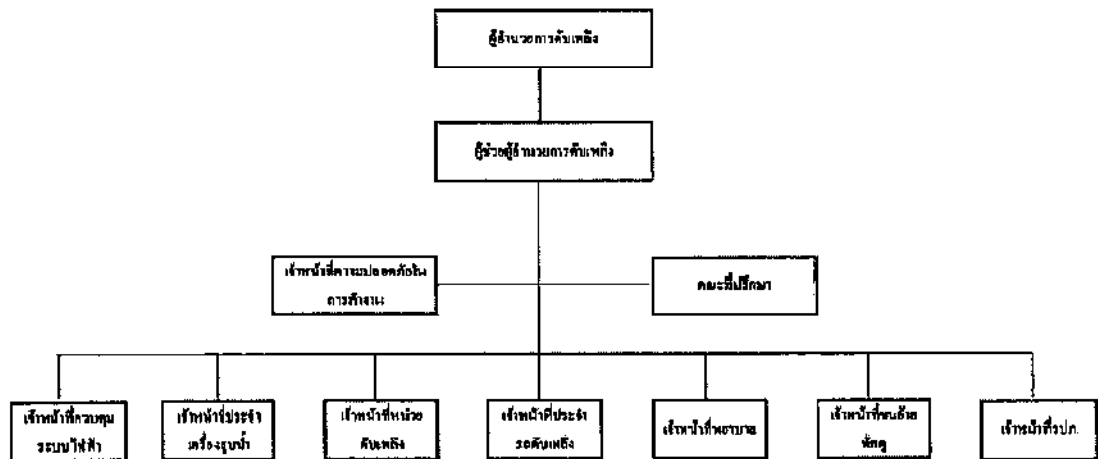 ผู้อำนวยการดับเพลิง
ผู้ช่วยผู้อำนวยการดับเพลิง
เจ้าหน้าที่ความปลอดภัยใน
การทำงาน
คณะที่ปรึกษา
เจ้าหน้าที่ควบคุม
ระบบไฟฟ้า
เจ้าหน้าที่ประจำ
เครื่องสูบน้ำ
เจ้าหน้าที่หน่วย
ดับเพลิง
เจ้าหน้าที่ประจำ
รถดับเพลิง
เจ้าหน้าที่พยาบาล
เจ้าหน้าที่ขนย้าย
พัสดุ
เจ้าหน้าที่รปภ.